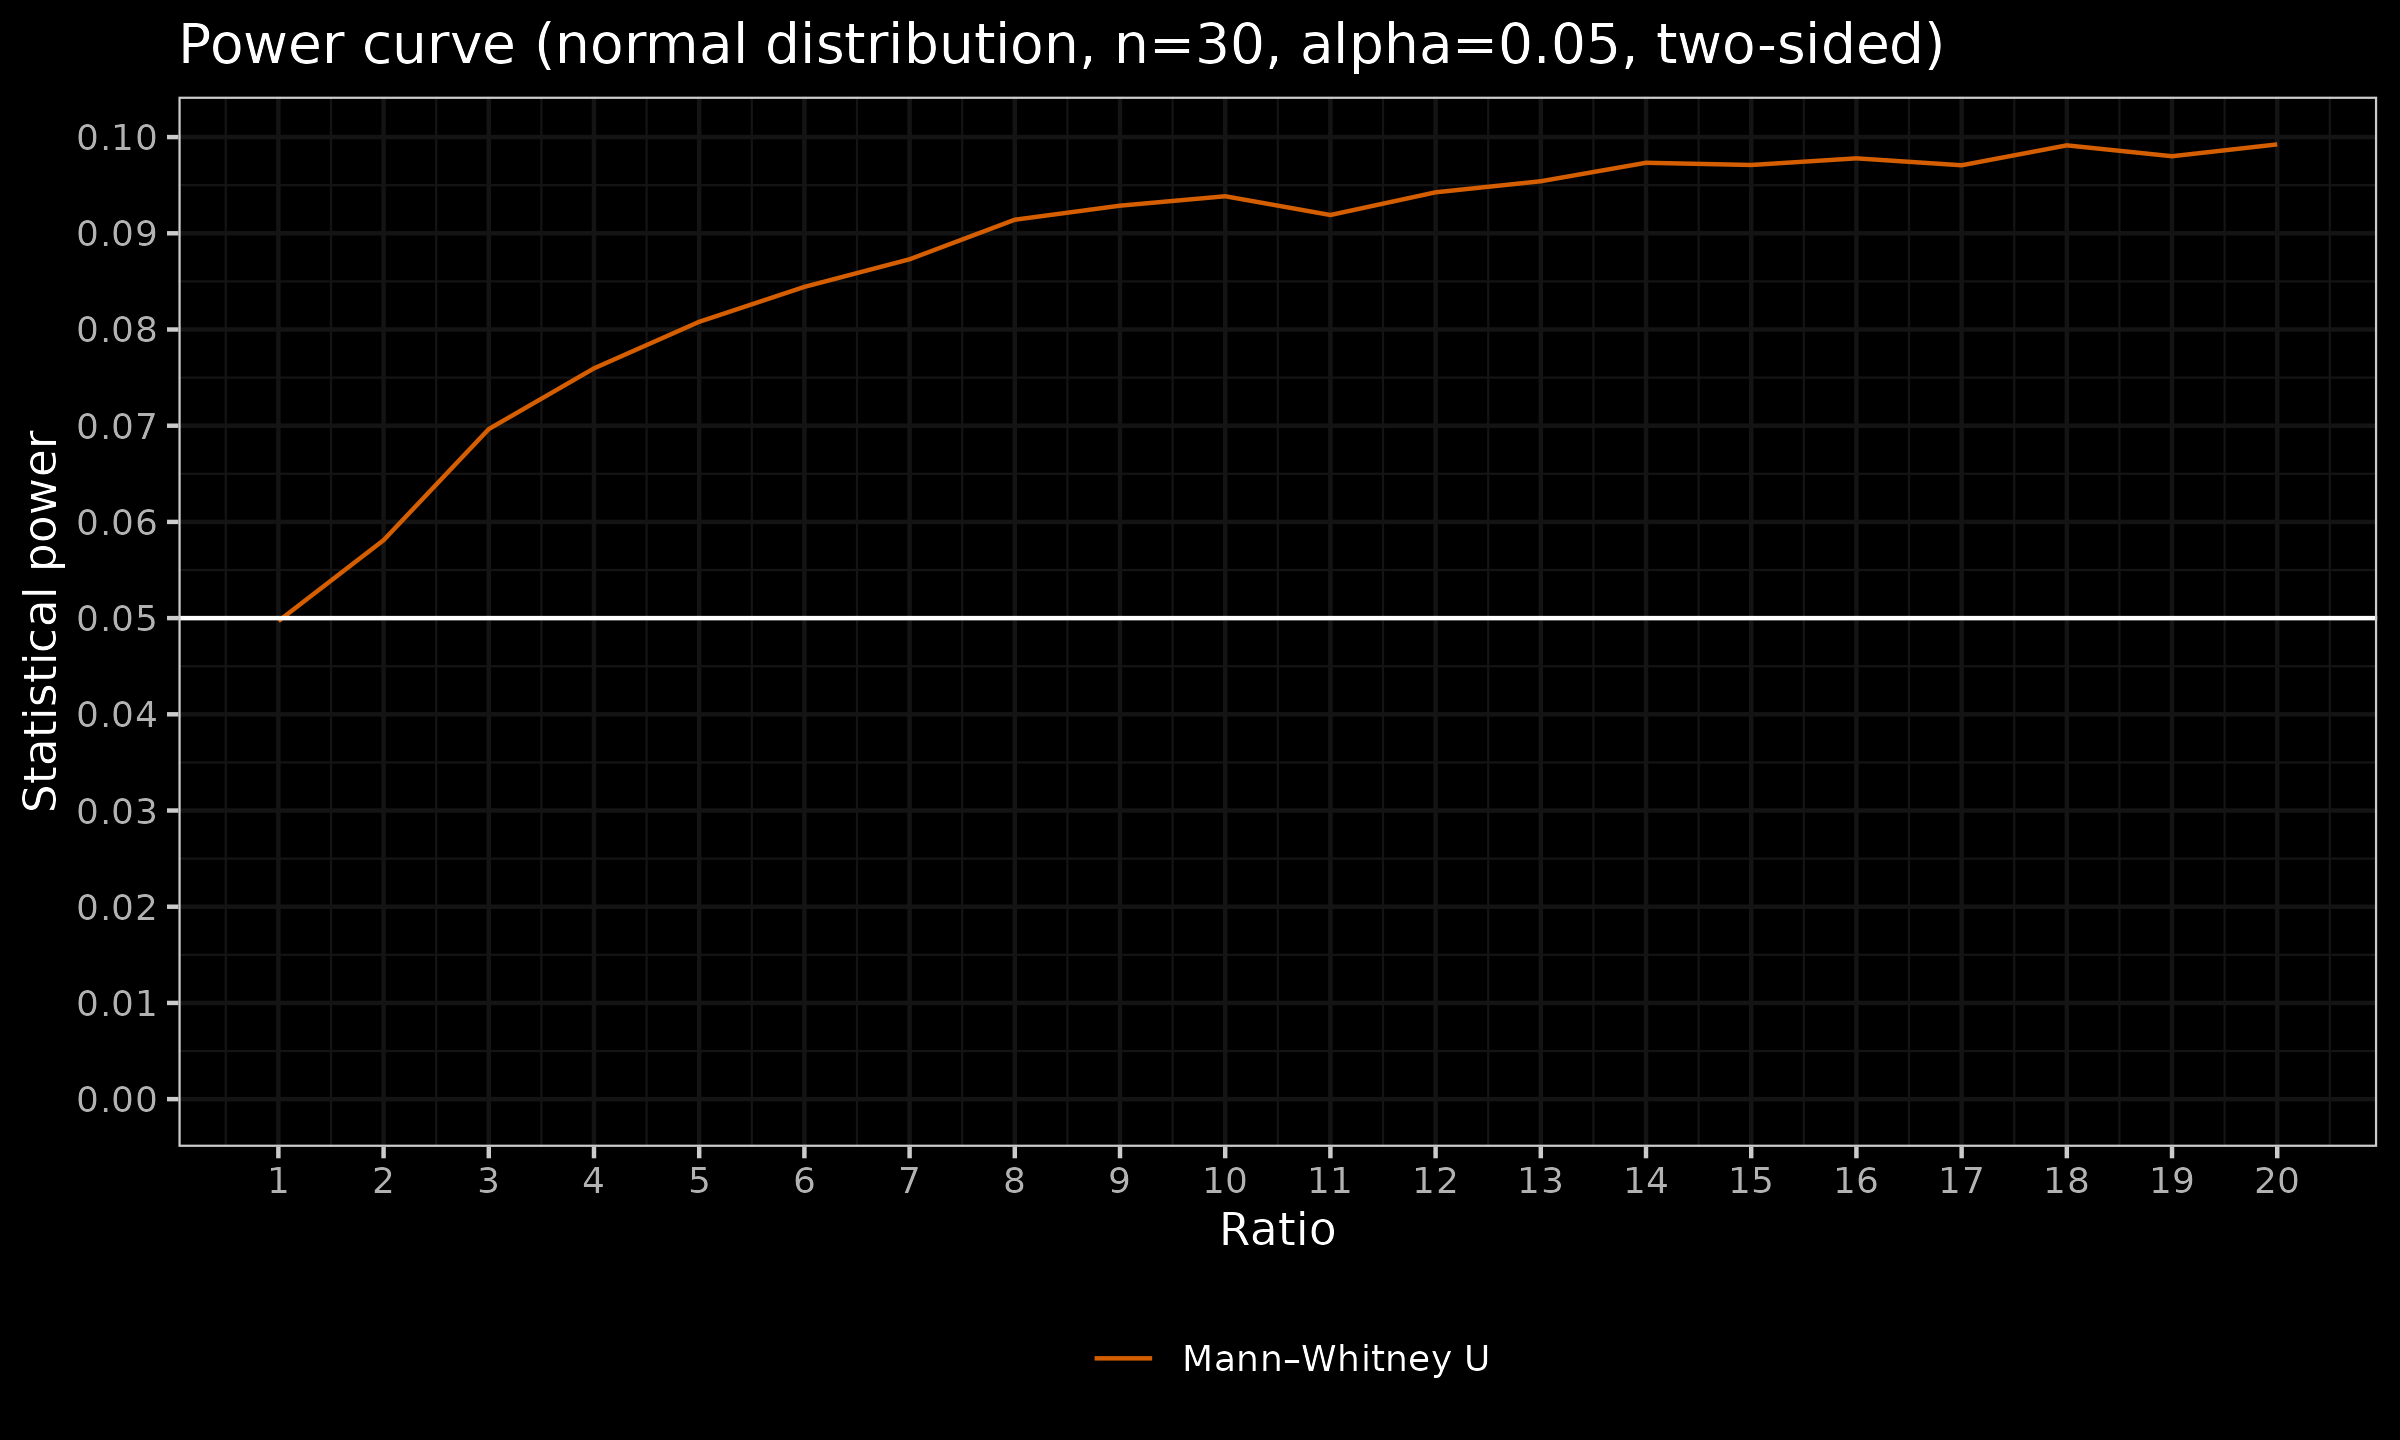 Power curve (normal distribution, n=30, alpha=0.05, two-sided)
Statistical power
0.10
0.09
0.08
0.07
0.06
0.05
0.04
0.03
0.02
0.01
0.00
1 2 3 4 5 6 7 8 9 10 11 12 13 14 15 16 17 18 19 20
Ratio
Mann–Whitney U